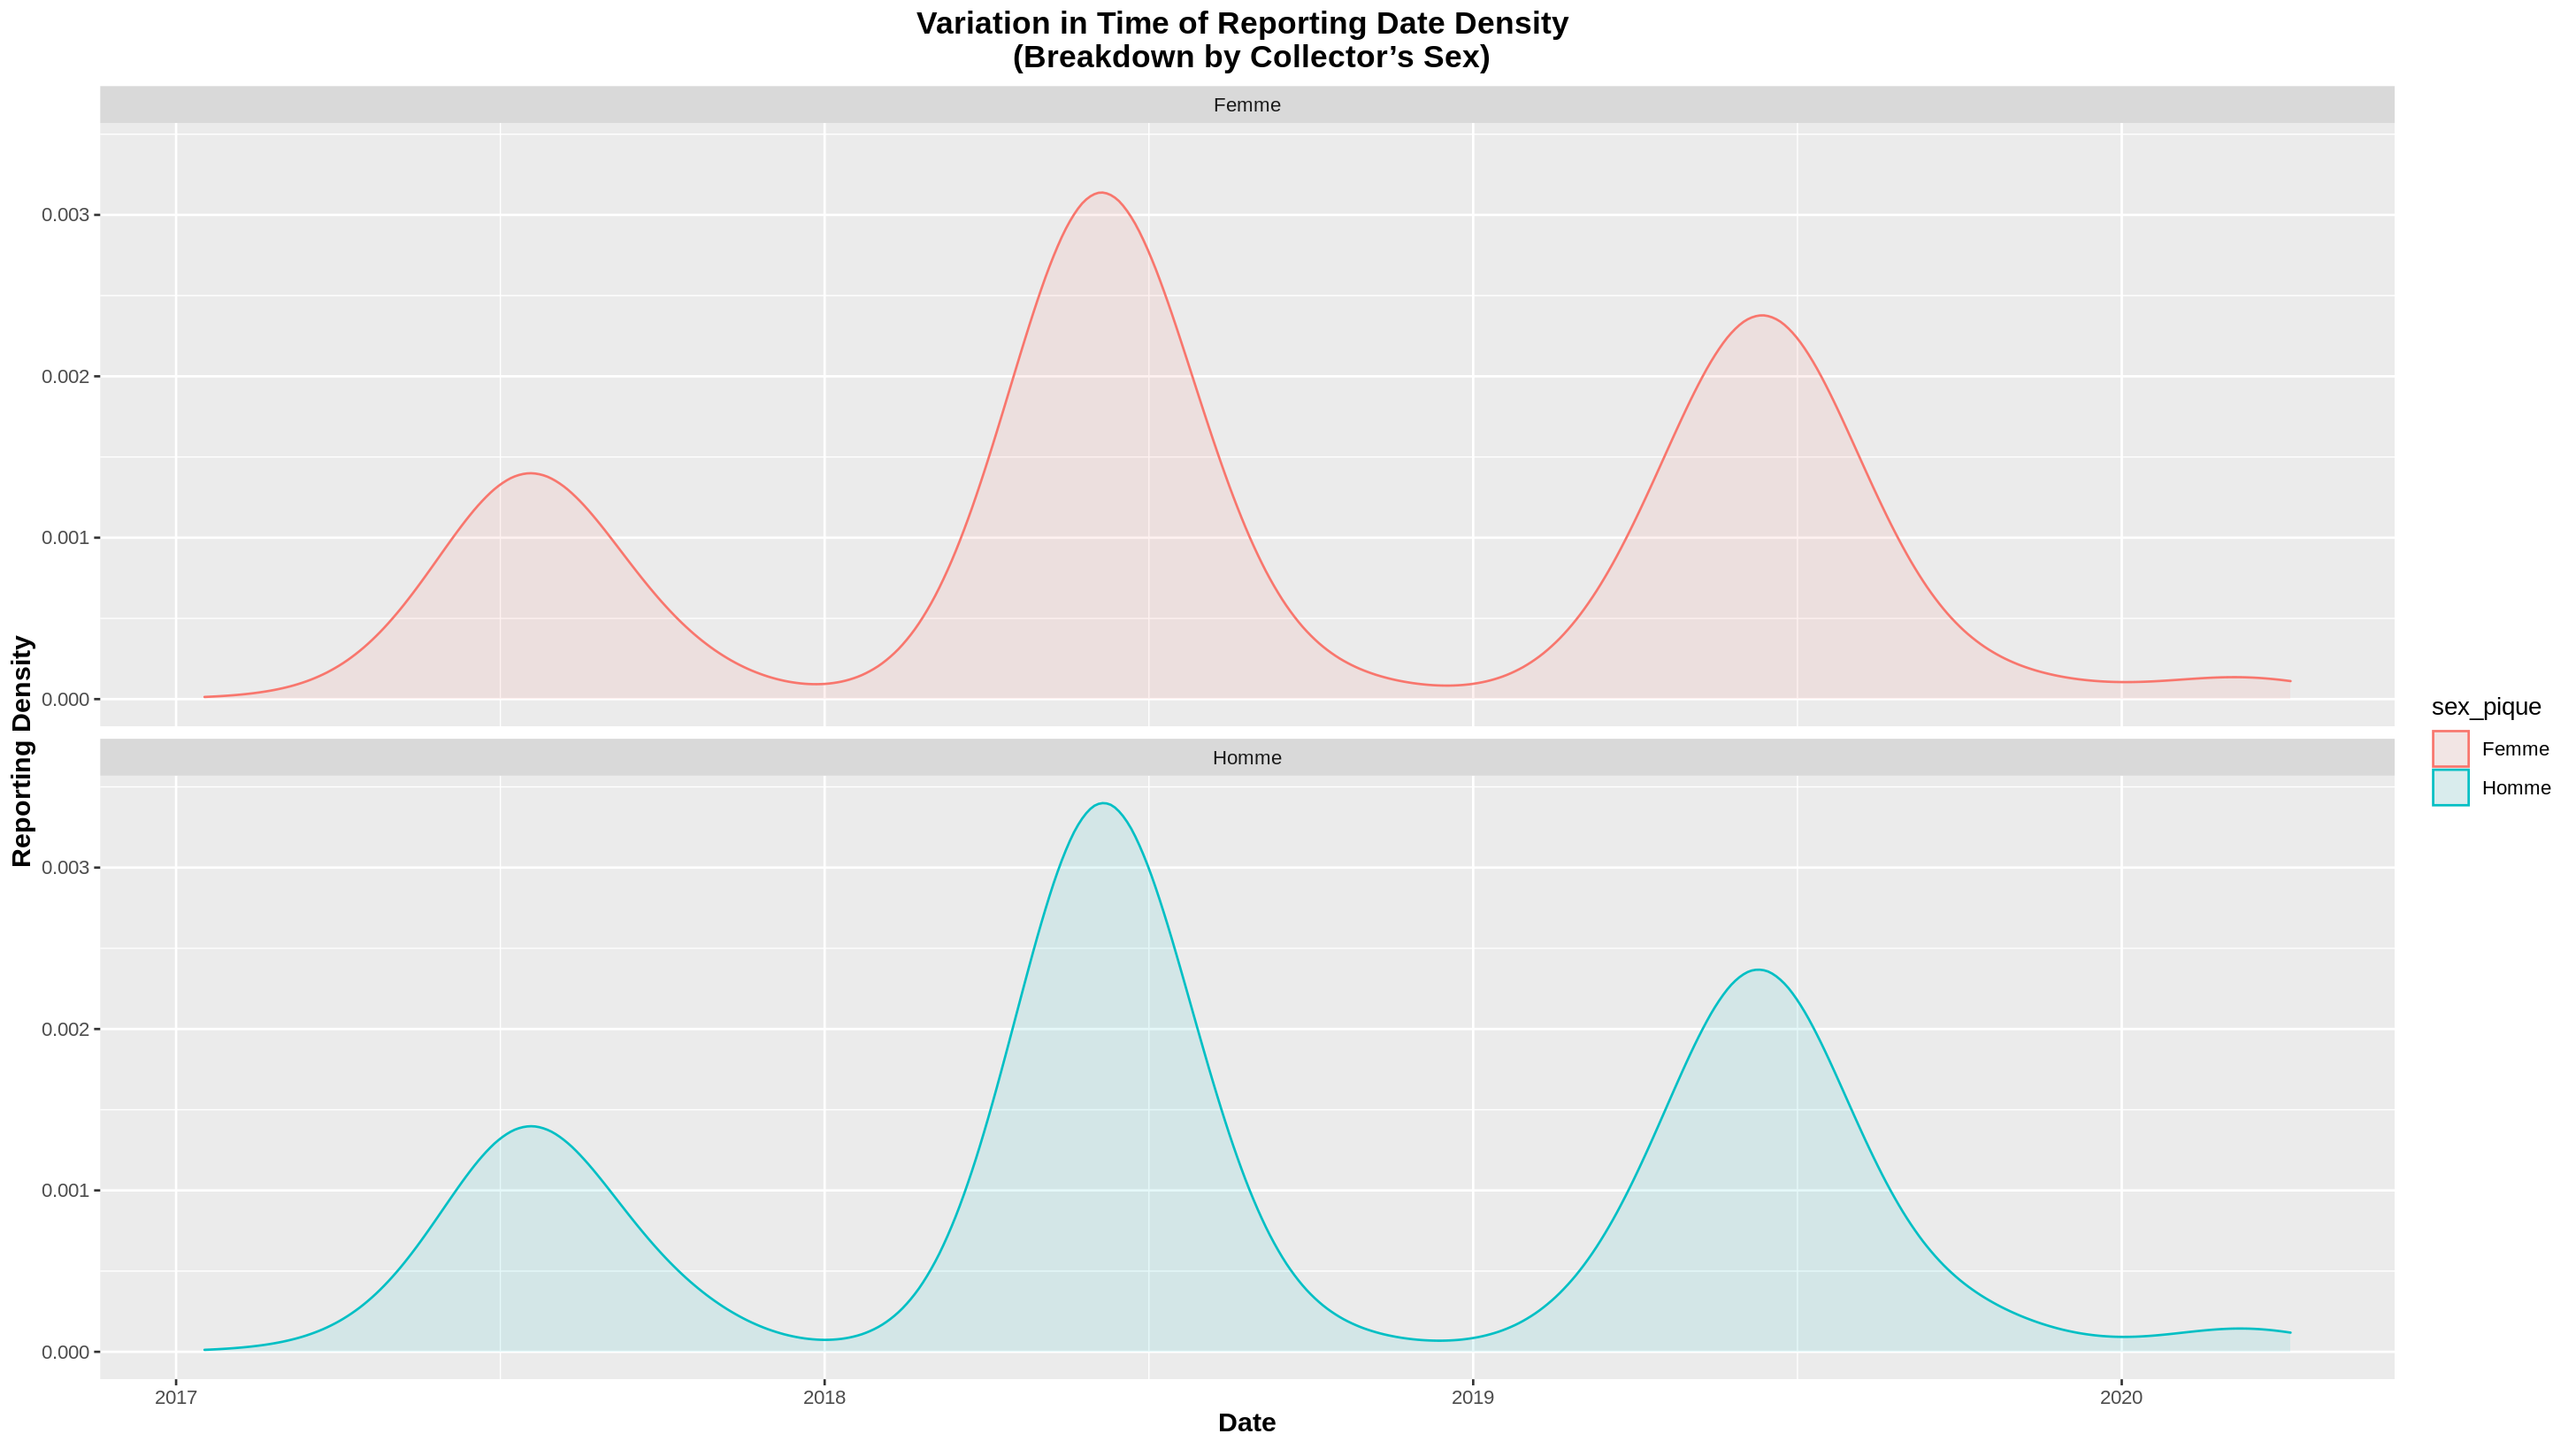 Variation in Time of Reporting Date Density
(Breakdown by Collector’s Sex)
Femme
0.003
0.002
0.001
0.000
Reporting Density
Homme
0.003
0.002
0.001
0.000
2017
2018
2019
2020
Date
sex_pique
Femme
Homme